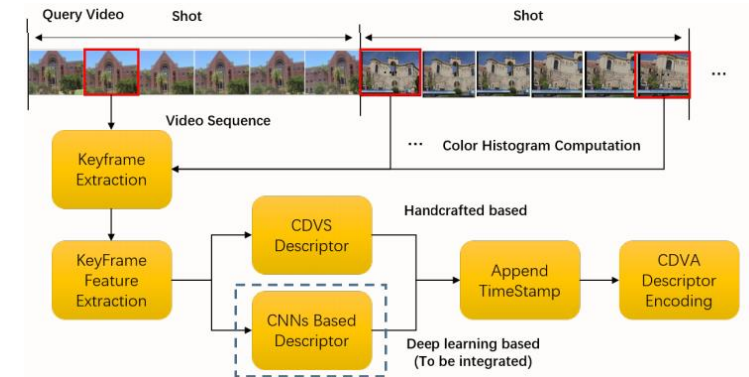 Query Video
Shot
Shot
...
Video Sequence
... Color Histogram Computation
Keyframe
Extraction
KeyFrame
Feature
Extraction
CDVS
Descriptor
Handcrafted based
CNNs Based
Descriptor
Deep learning based
(To be integrated)
Append
TimeStamp
CDVA
Descriptor
Encoding